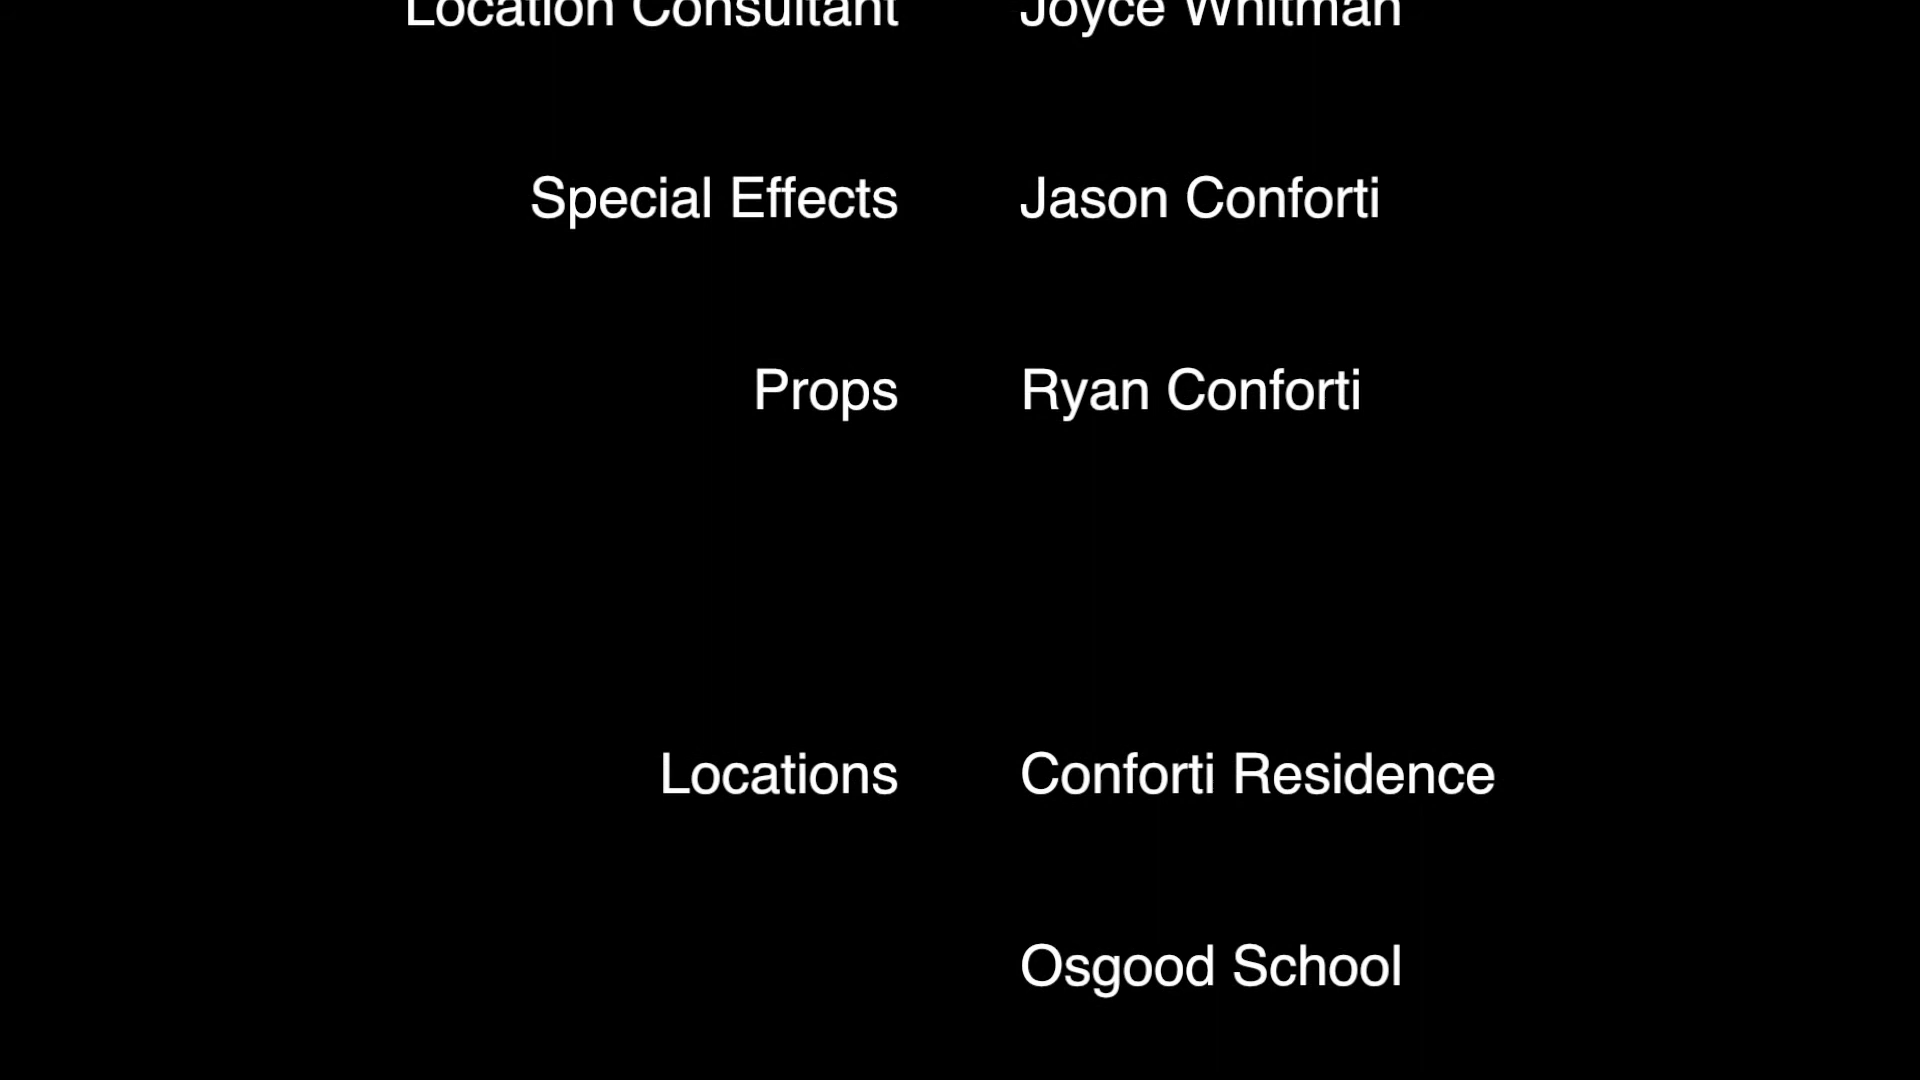 Location Consultant Joyce Whitman
Special Effects Jason Conforti
Props Ryan Conforti
Locations Conforti Residence
Osgood School